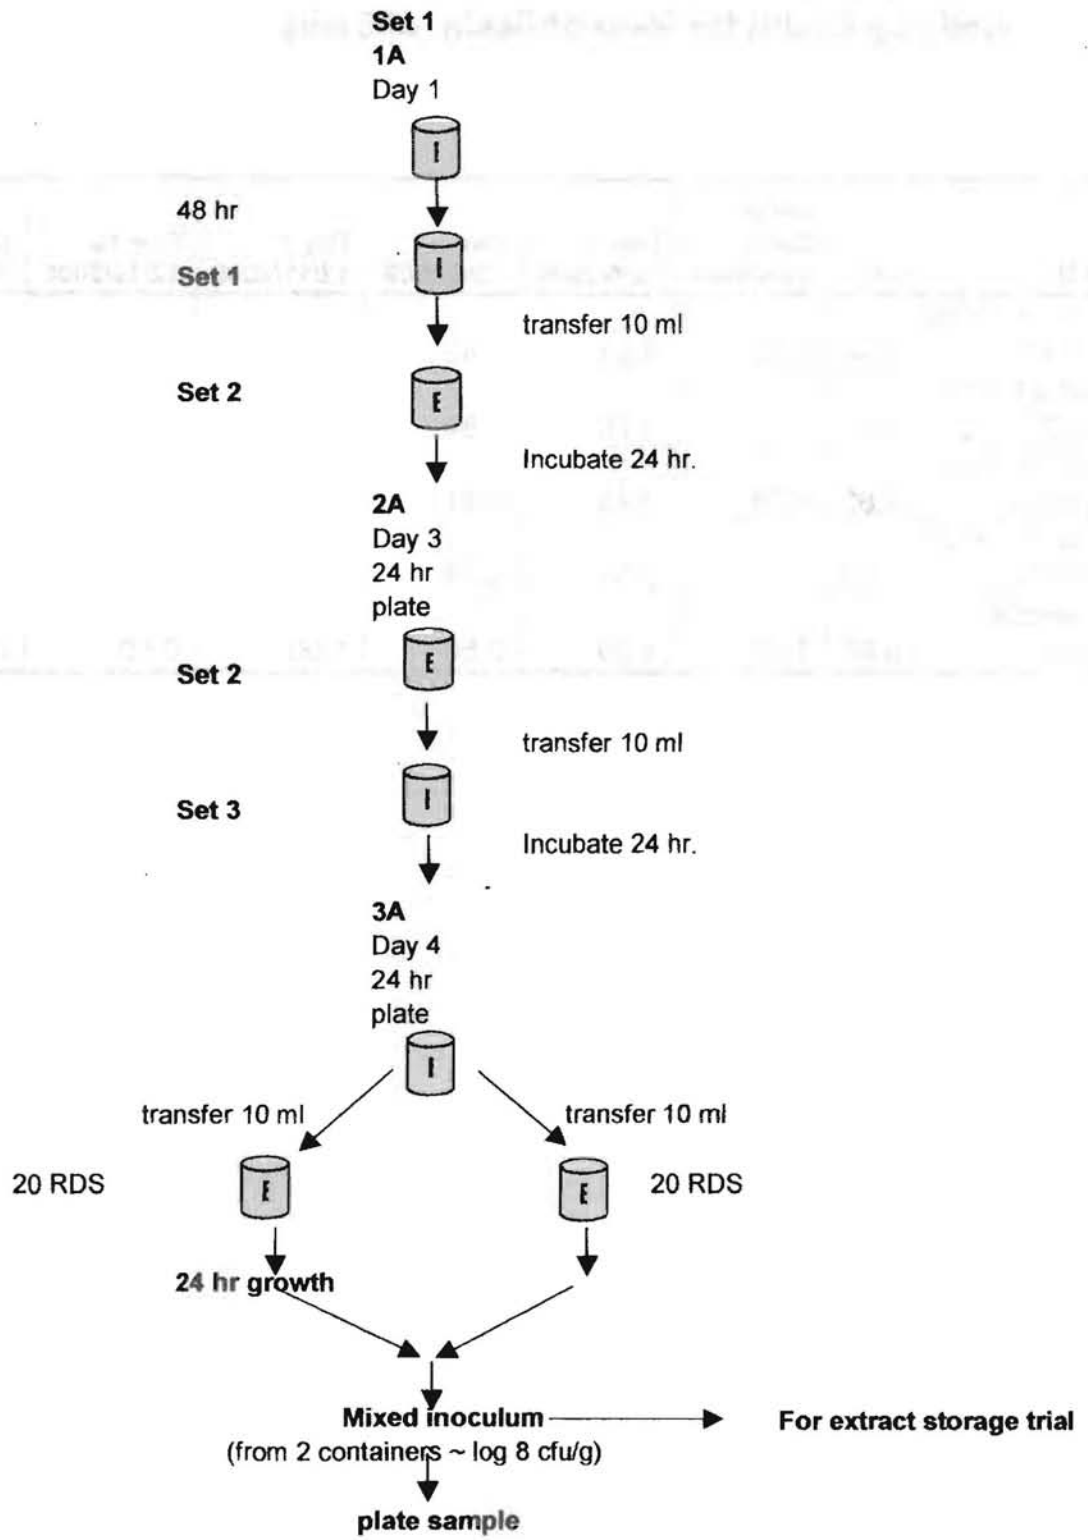 Set 1
1A
Day 1
I
48 hr
I
Set 1
transfer 10 ml
E
Set 2
Incubate 24 hr.
2A
Day 3
24 hr
plate
E
Set 2
transfer 10 ml
I
Set 3
Incubate 24 hr.
3A
Day 4
24 hr
plate
I
transfer 10 ml transfer 10 ml
20 RDS E E 20 RDS
24 hr growth
Mixed inoculum For extract storage trial
(from 2 containers ~ log 8 cfu/g)
plate sample